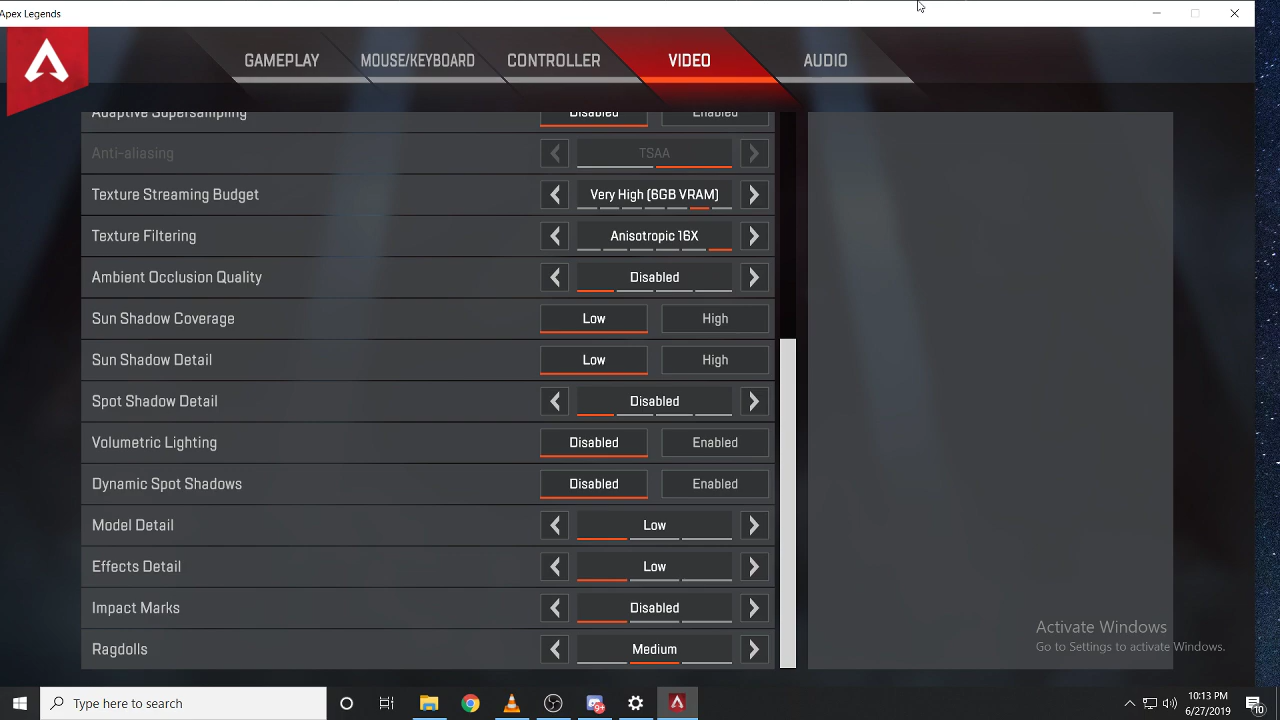 Apex Legends
GAMEPLAY MOUSE/KEYBOARD CONTROLLER VIDEO AUDIO
Adaptive Supersampling Disabled Enabled
Anti-aliasing TSAA
Texture Streaming Budget Very High (6GB VRAM)
Texture Filtering Anisotropic 16X
Ambient Occlusion Quality Disabled
Sun Shadow Coverage Low High
Sun Shadow Detail Low High
Spot Shadow Detail Disabled
Volumetric Lighting Disabled Enabled
Dynamic Spot Shadows Disabled Enabled
Model Detail Low
Effects Detail Low
Impact Marks Disabled
Ragdolls Medium
Activate Windows
Go to Settings to activate Windows.
Type here to search
9+
10:13 PM
6/27/2019
10